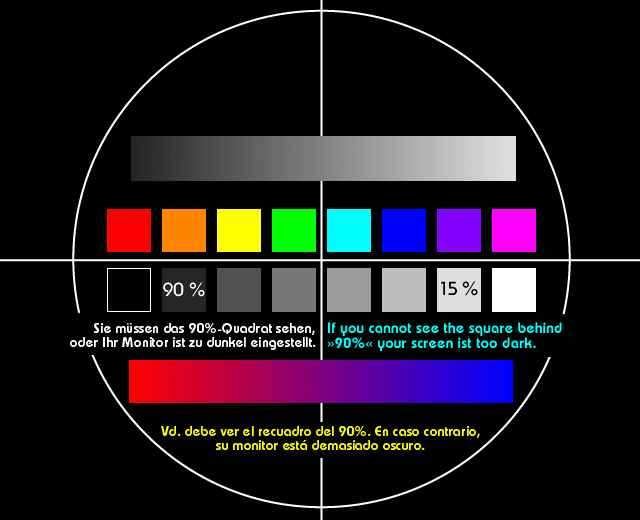 90 %
15 %
Sie müssen das 90%-Quadrat sehen,
oder Ihr Monitor ist zu dunkel eingestellt.
If you cannot see the square behind
»90%« your screen ist too dark.
Vd. debe ver el recuadro del 90%. En caso contrario,
su monitor está demasiado oscuro.